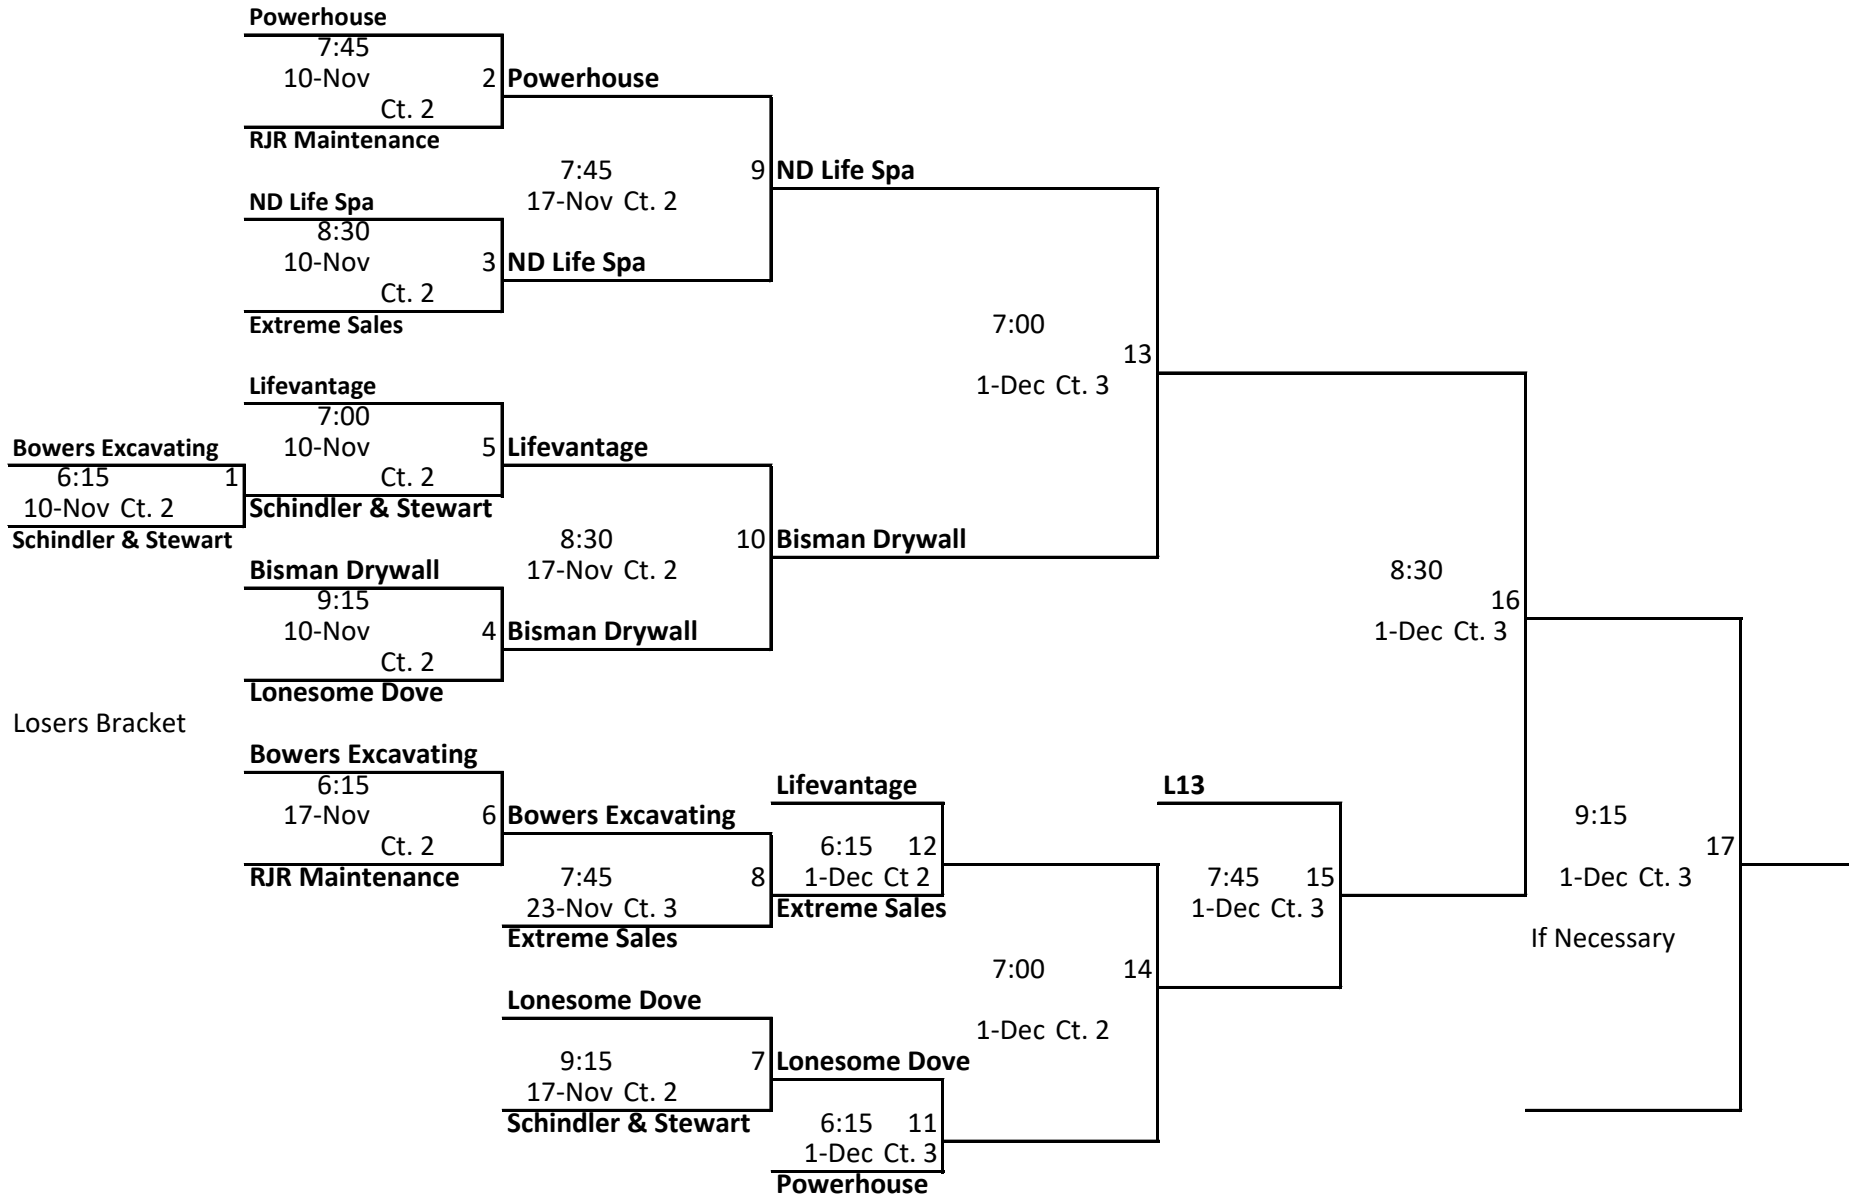 Powerhouse
7:45
10-Nov 2 Powerhouse
Ct. 2
RJR Maintenance
7:45 9 ND Life Spa
ND Life Spa 17-Nov Ct. 2
8:30
10-Nov 3 ND Life Spa
Ct. 2
Extreme Sales 7:00
13
Lifevantage 1-Dec Ct. 3
7:00
Bowers Excavating 10-Nov 5 Lifevantage
6:15 1 Ct. 2
10-Nov Ct. 2 Schindler & Stewart
Schindler & Stewart 8:30 10 Bisman Drywall
Bisman Drywall 17-Nov Ct. 2 8:30
9:15 16
10-Nov 4 Bisman Drywall 1-Dec Ct. 3
Ct. 2
Lonesome Dove
Losers Bracket
Bowers Excavating
6:15 Lifevantage L13
17-Nov 6 Bowers Excavating 9:15
Ct. 2 6:15 12 17
RJR Maintenance 7:45 8 1-Dec Ct 2 7:45 15 1-Dec Ct. 3
23-Nov Ct. 3 Extreme Sales 1-Dec Ct. 3
Extreme Sales If Necessary
7:00 14
Lonesome Dove
1-Dec Ct. 2
9:15 7 Lonesome Dove
17-Nov Ct. 2
Schindler & Stewart 6:15 11
1-Dec Ct. 3
Powerhouse